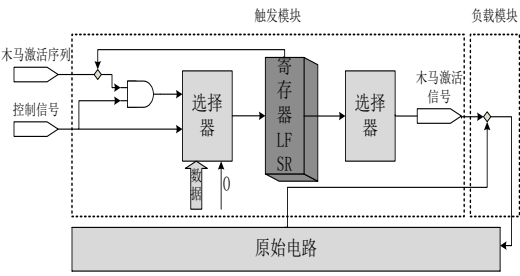 触发模块
负载模块
木马激活序列
控制信号
选择
器
数
据
0
寄
存
器
LF
SR
选择
器
木马激活
信号
原始电路